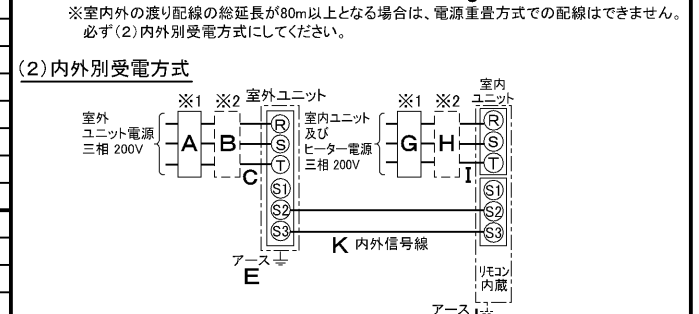 ※室内外の渡り配線の総延長が80m以上となる場合は、電源重畳方式での配線はできません。
必ず(2)内外別受電方式にしてください。
(2)内外別受電方式
※1 ※2 室外ユニット
室外
ユニット電源
三相 200V
A B
C
R
S
T
S1
S2
S3
アース
E
※1 ※2
室内
ユニット
室内ユニット
及び
ヒーター電源
三相 200V
G H
I
R
S
T
S1
S2
S3
K 内外信号線
リモコン
内蔵
アース